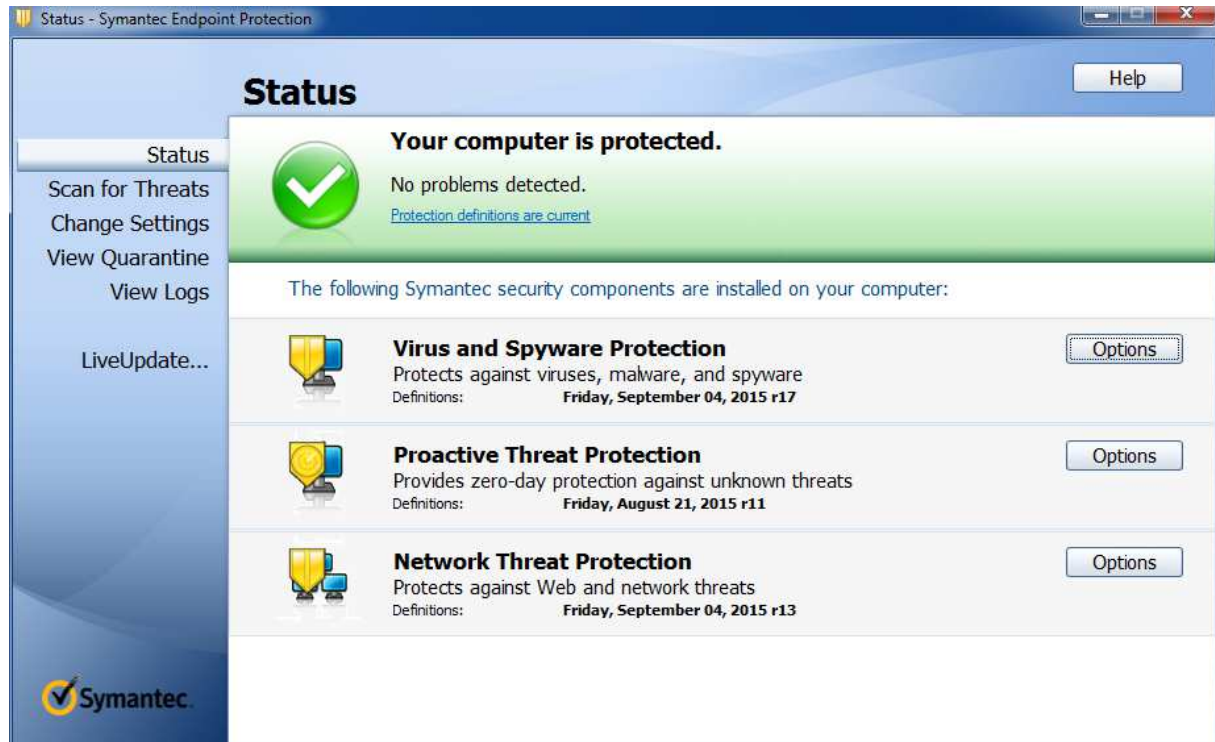 Status - Symantec Endpoint Protection
Status
Help
Status
Scan for Threats
Change Settings
View Quarantine
View Logs
LiveUpdate...
Your computer is protected.
No problems detected.
Protection definitions are current
The following Symantec security components are installed on your computer:
Virus and Spyware Protection
Protects against viruses, malware, and spyware
Definitions: Friday, September 04, 2015 r17
Options
Proactive Threat Protection
Provides zero-day protection against unknown threats
Definitions: Friday, August 21, 2015 r11
Options
Network Threat Protection
Protects against Web and network threats
Definitions: Friday, September 04, 2015 r13
Options
Symantec.